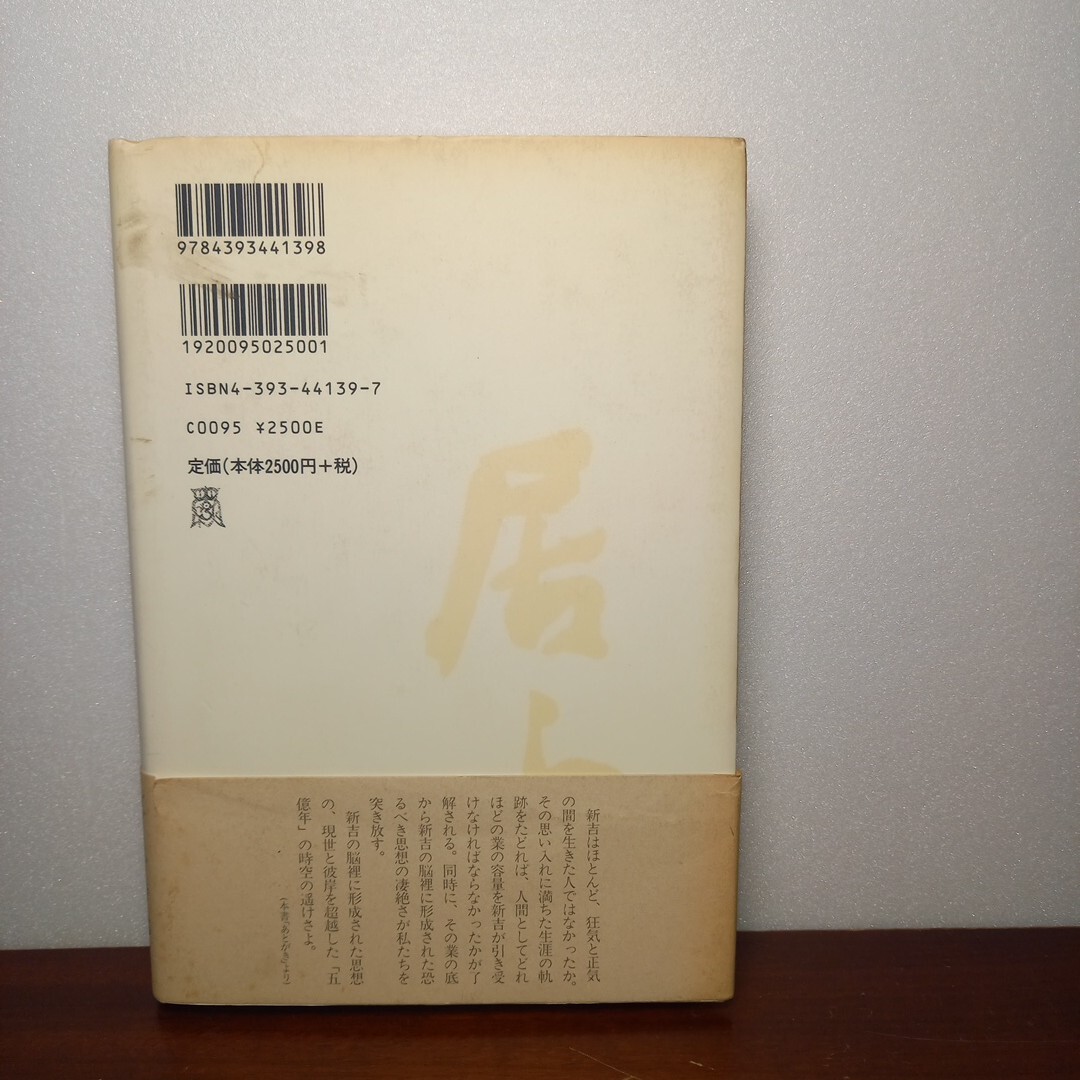 9784393441398
1920095025001
ISBN4-393-44139-7
C0095 ¥2500E
定価(本体2500円+税)
居
新吉はほとんど、狂気と正気
の間を生きた人ではなかったか。
その思い入れに満ちた生涯の軌
跡をたどれば、人間としてどれ
ほどの業の容量を新吉が引き受
けなければならなかったかが了
解される。同時に、その業の底
から新吉の脳裡に形成された恐
るべき思想の凄絶さが私たちを
突き放す。
新吉の脳裡に形成された思想
の、現世と彼岸を超越した「五
億年」の時空の遥けさよ。
(本書「あとがき」より)